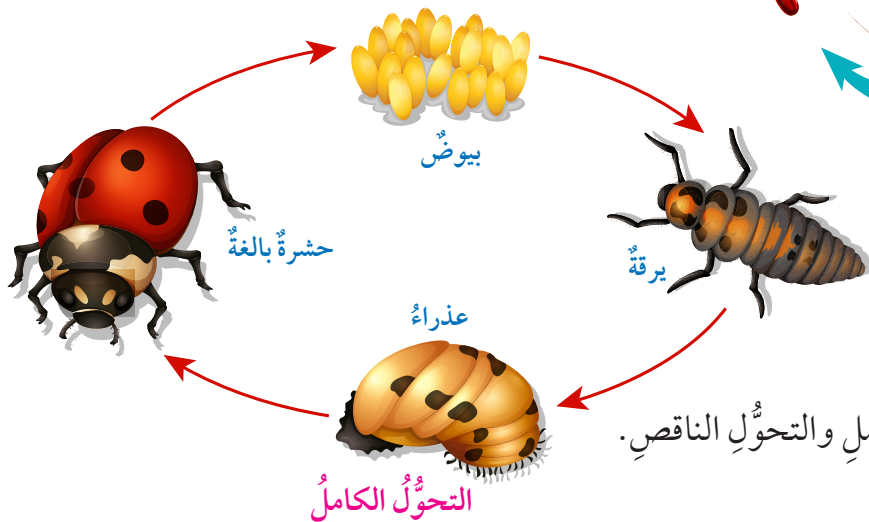 بيوضٌ
يرقةٌ
حشرةٌ بالغةٌ
عذراءُ
والتحوُّلِ الناقصِ.
التحوُّلُ الكاملُ